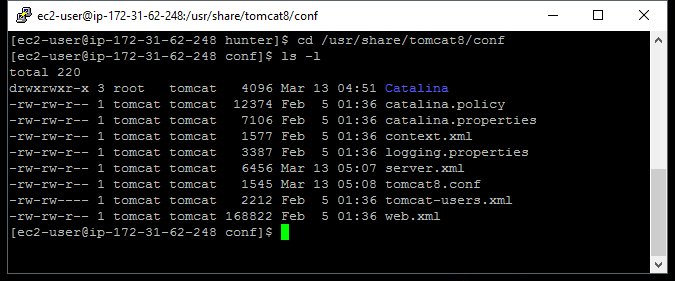 ec2-user@ip-172-31-62-248:/usr/share/tomcat8/conf
[ec2-user@ip-172-31-62-248 hunter]$ cd /usr/share/tomcat8/conf
[ec2-user@ip-172-31-62-248 conf]$ ls -l
total 220
drwxrwxr-x 3 root   tomcat   4096 Mar 13 04:51 Catalina
-rw-rw-r-- 1 tomcat tomcat  12374 Feb  5 01:36 catalina.policy
-rw-rw-r-- 1 tomcat tomcat   7106 Feb  5 01:36 catalina.properties
-rw-rw-r-- 1 tomcat tomcat   1577 Feb  5 01:36 context.xml
-rw-rw-r-- 1 tomcat tomcat   3387 Feb  5 01:36 logging.properties
-rw-rw-r-- 1 tomcat tomcat   6456 Mar 13 05:07 server.xml
-rw-rw-r-- 1 tomcat tomcat   1545 Mar 13 05:08 tomcat8.conf
-rw-rw---- 1 tomcat tomcat   2212 Feb  5 01:36 tomcat-users.xml
-rw-rw-r-- 1 tomcat tomcat 168822 Feb  5 01:36 web.xml
[ec2-user@ip-172-31-62-248 conf]$